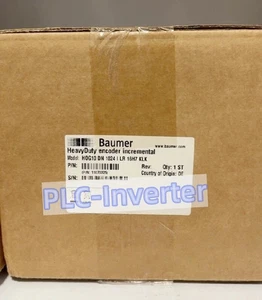 Baumer
www.baumer.com
HeavyDuty encoder incremental
Model: HOG10 DN 1024 I LR 16H7 KLK
P/N:
Rev:
Qty: 1 ST
Country of Origin: DE
S/N:
PLC-Inverter